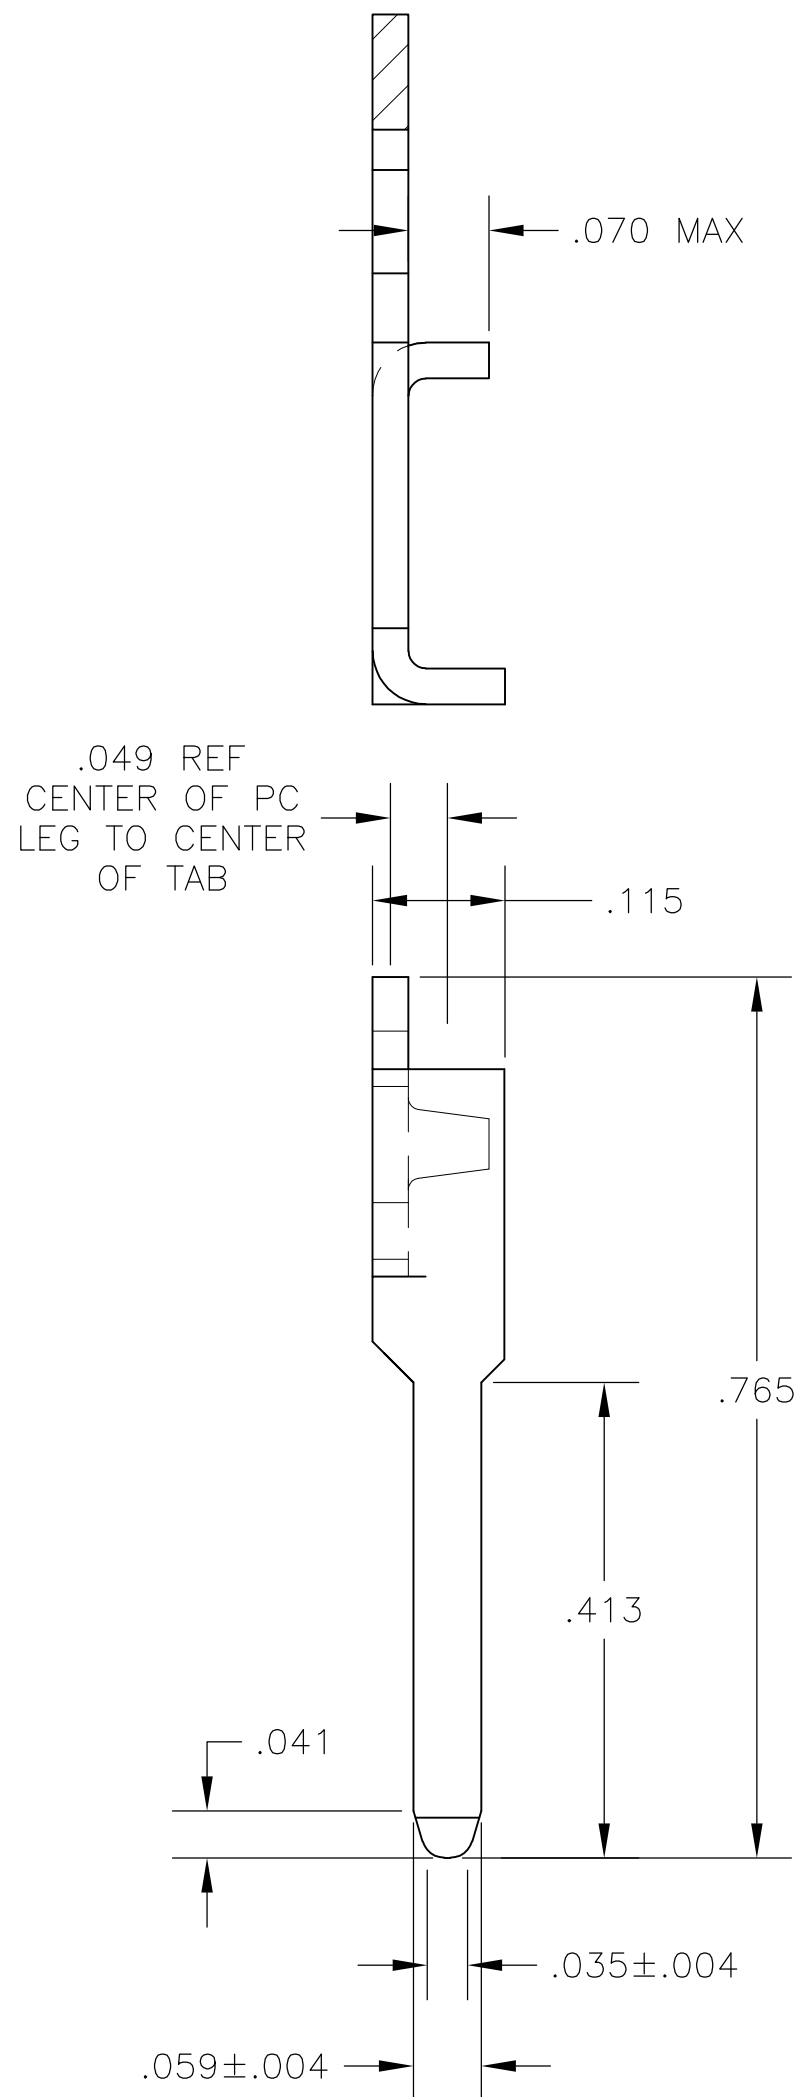 .070 MAX
.049 REF
CENTER OF PC
LEG TO CENTER
OF TAB
.115
.765
.413
.041
.035±.004
.059±.004